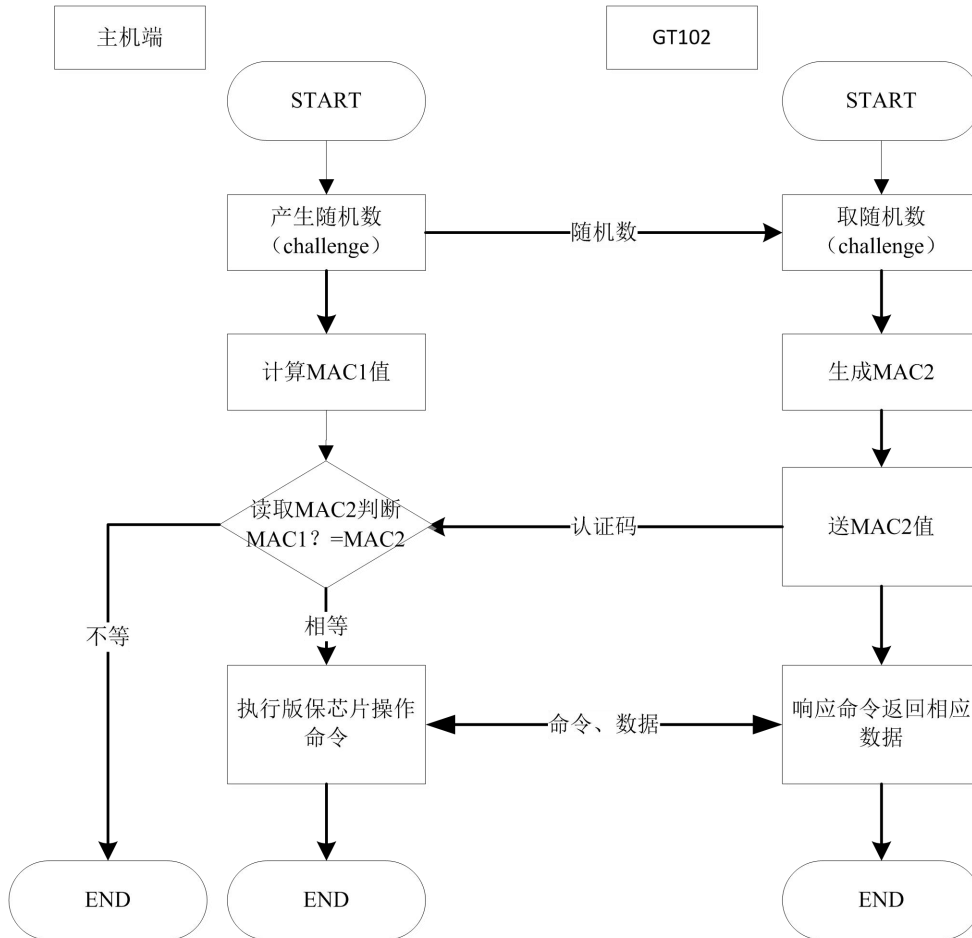 主机端
GT102
START
START
产生随机数
（challenge）
随机数
取随机数
（challenge）
计算MAC1值
生成MAC2
读取MAC2判断
MAC1？=MAC2
认证码
送MAC2值
不等
相等
执行版保芯片操作
命令
命令、数据
响应命令返回相应
数据
END
END
END